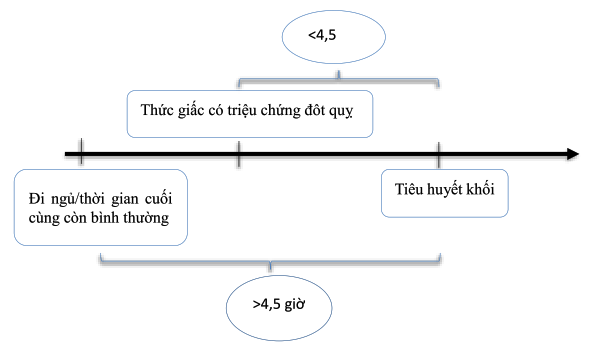 <4,5
Thức giấc có triệu chứng đôt quỵ
Đi ngủ/thời gian cuối
cùng còn bình thường
Tiêu huyết khối
>4,5 giờ